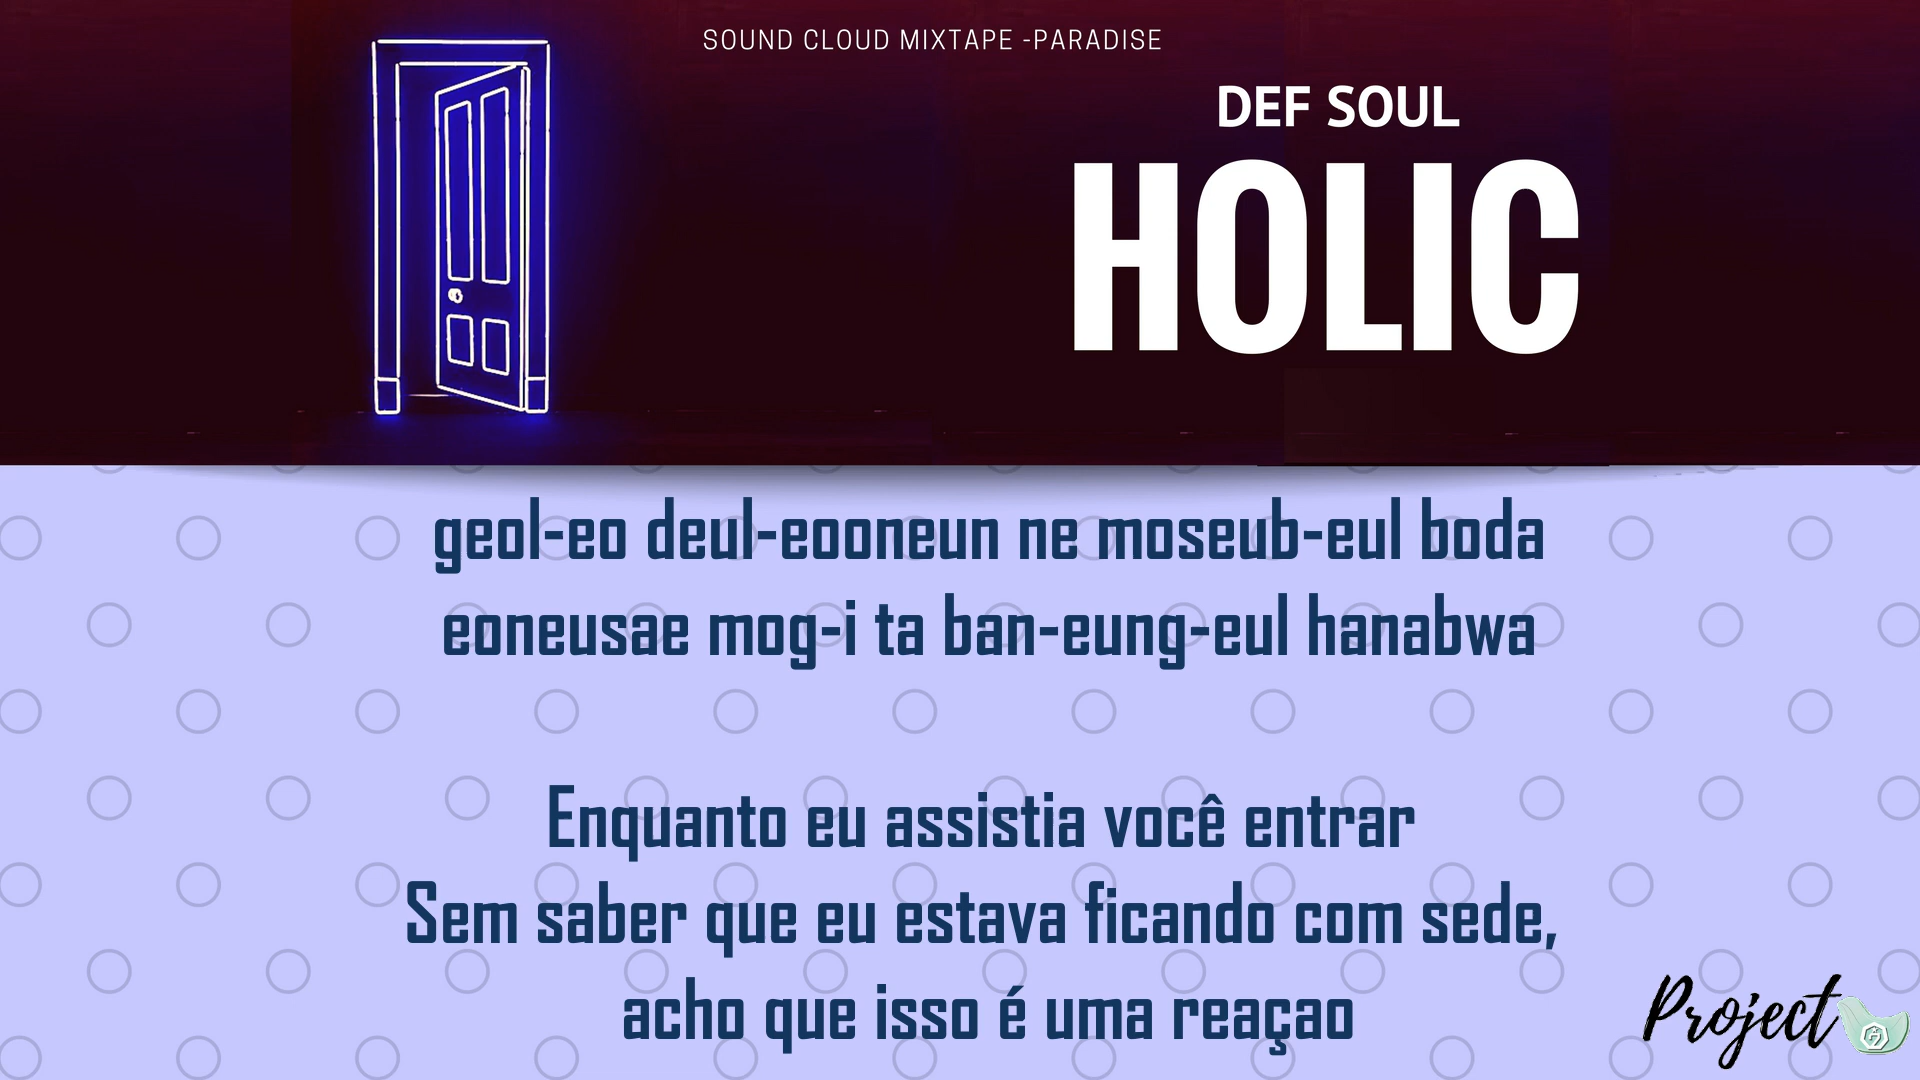 SOUND CLOUD MIXTAPE -PARADISE
DEF SOUL
HOLIC
geol-eo deul-eooneun ne moseub-eul boda
eoneusae mog-i ta ban-eung-eul hanabwa
Enquanto eu assistia você entrar
Sem saber que eu estava ficando com sede,
acho que isso é uma reaçao
Project